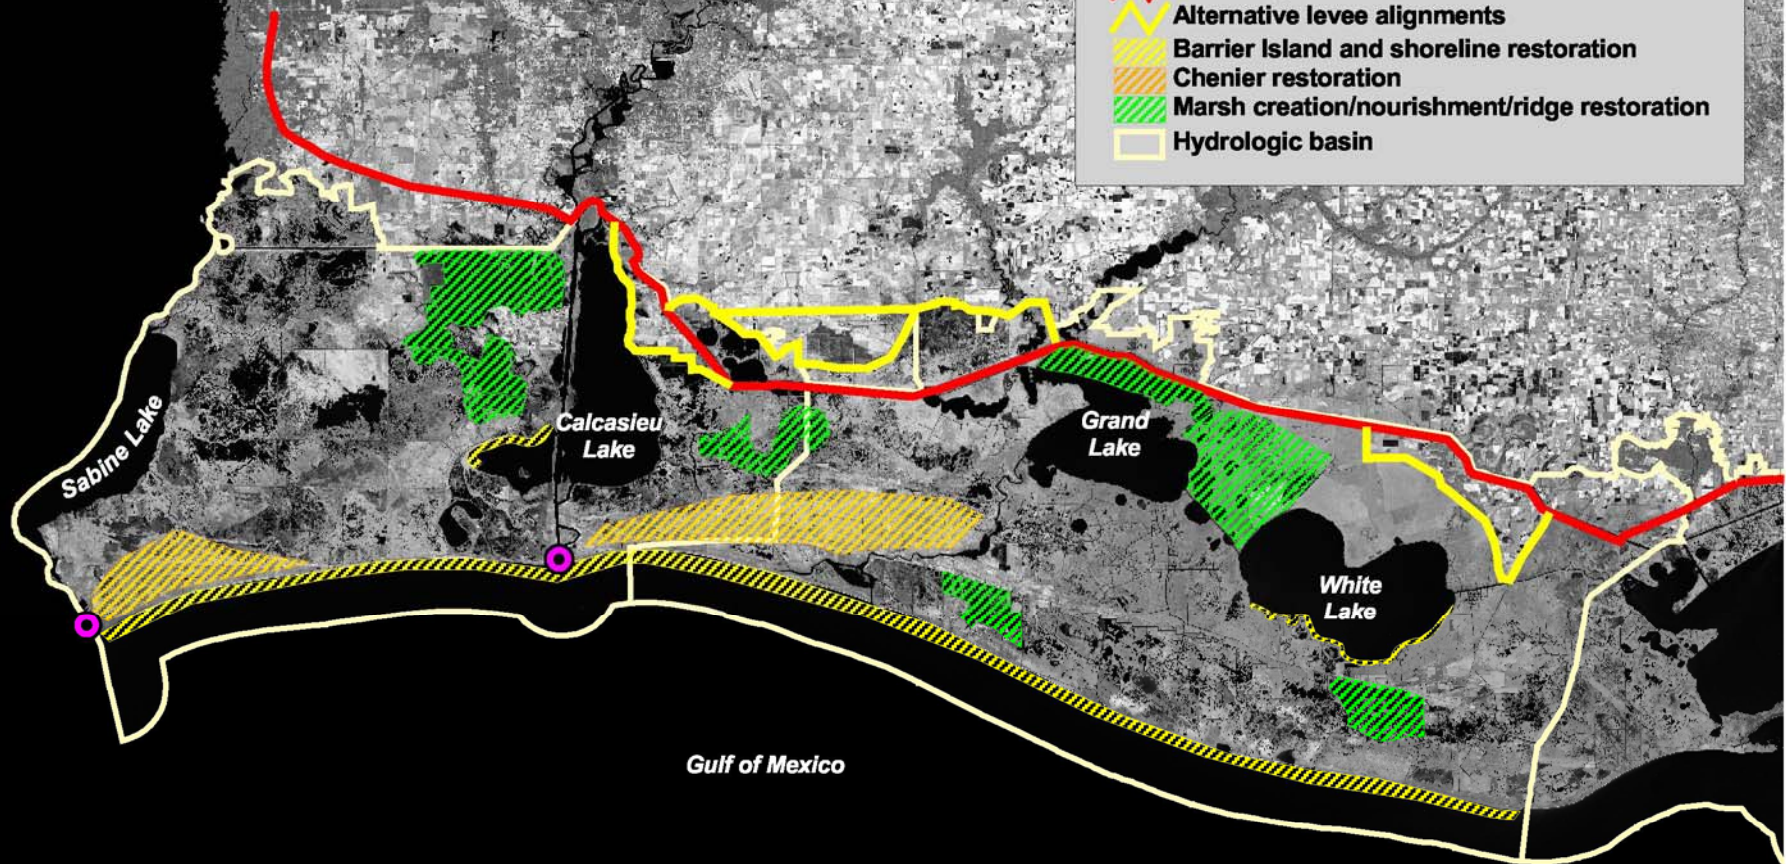 Alternative levee alignments
Barrier Island and shoreline restoration
Chenier restoration
Marsh creation/nourishment/ridge restoration
Hydrologic basin
Sabine Lake
Calcasieu
Lake
Grand
Lake
White
Lake
Gulf of Mexico